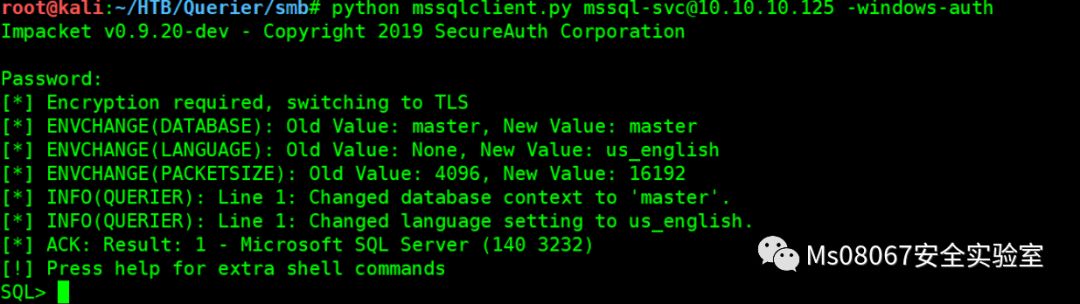 root@kali:~/HTB/Querier/smb# python mssqlclient.py mssql-svc@10.10.10.125 -windows-auth
Impacket v0.9.20-dev - Copyright 2019 SecureAuth Corporation
Password:
[*] Encryption required, switching to TLS
[*] ENVCHANGE(DATABASE): Old Value: master, New Value: master
[*] ENVCHANGE(LANGUAGE): Old Value: None, New Value: us_english
[*] ENVCHANGE(PACKETSIZE): Old Value: 4096, New Value: 16192
[*] INFO(QUERIER): Line 1: Changed database context to 'master'.
[*] INFO(QUERIER): Line 1: Changed language setting to us_english.
[*] ACK: Result: 1 - Microsoft SQL Server (140 3232)
[!] Press help for extra shell commands
SQL>
Ms08067安全实验室